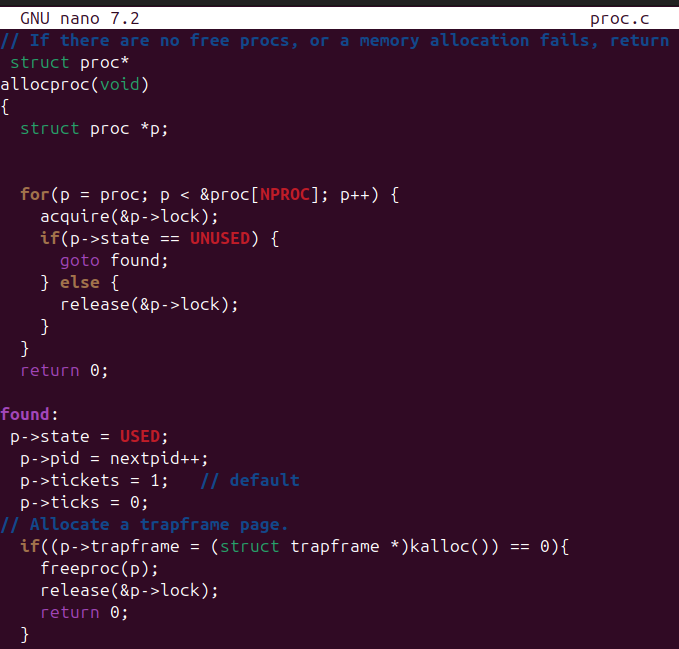 GNU nano 7.2 proc.c
// If there are no free procs, or a memory allocation fails, return
 struct proc*
allocproc(void)
{
  struct proc *p;

  for(p = proc; p < &proc[NPROC]; p++) {
    acquire(&p->lock);
    if(p->state == UNUSED) {
      goto found;
    } else {
      release(&p->lock);
    }
  }
  return 0;

found:
 p->state = USED;
  p->pid = nextpid++;
  p->tickets = 1;   // default
  p->ticks = 0;
// Allocate a trapframe page.
  if((p->trapframe = (struct trapframe *)kalloc()) == 0){
    freeproc(p);
    release(&p->lock);
    return 0;
  }